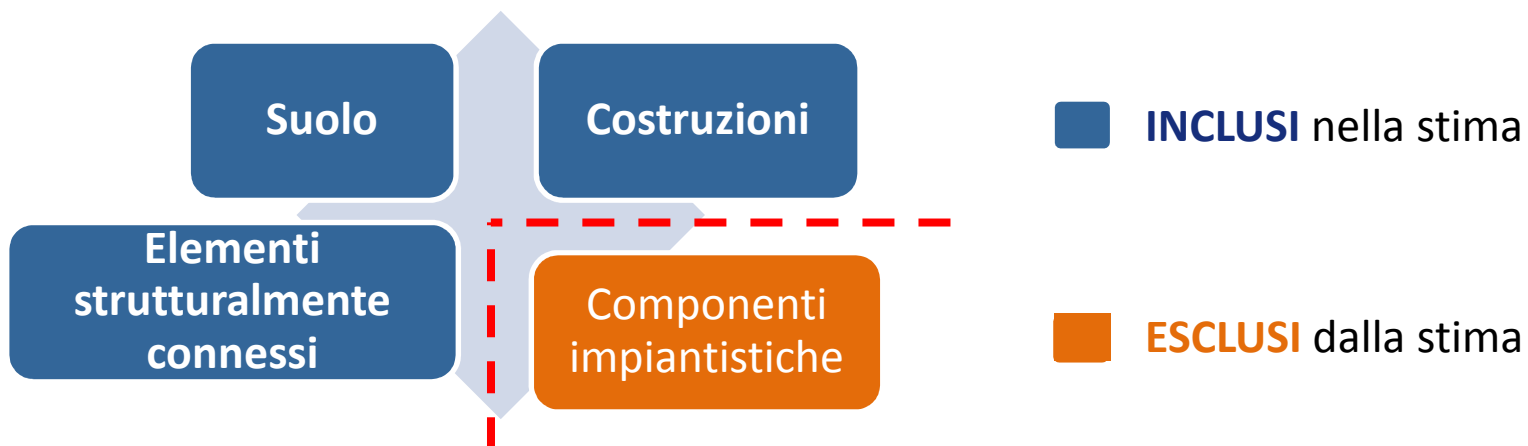 Suolo
Costruzioni
INCLUSI nella stima
Elementi
strutturalmente
connessi
Componenti
impiantistiche
ESCLUSI dalla stima